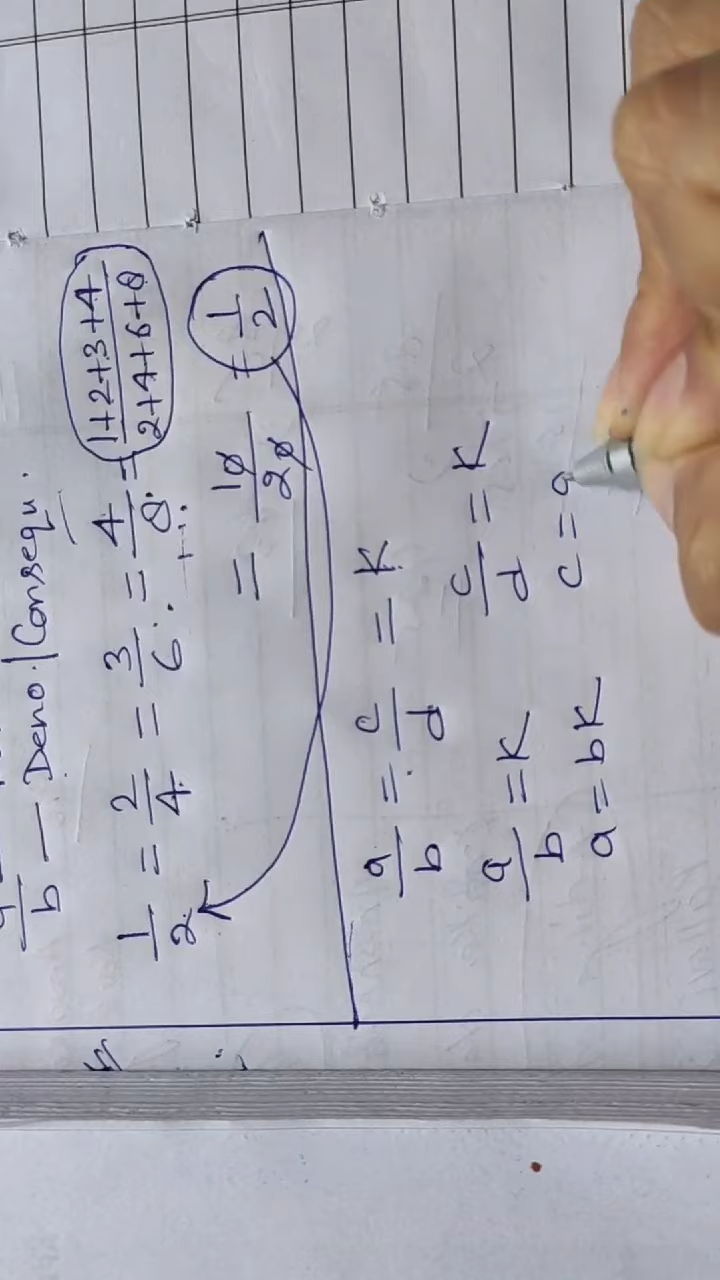 b — Deno. | Consequ.
1/2 = 2/4 = 3/6 = 4/8 = (1+2+3+4)/(2+4+6+8)
= 10/20 = 1/2
a/b = c/d = K
a/b = K   c/d = K
a = bK   c = a